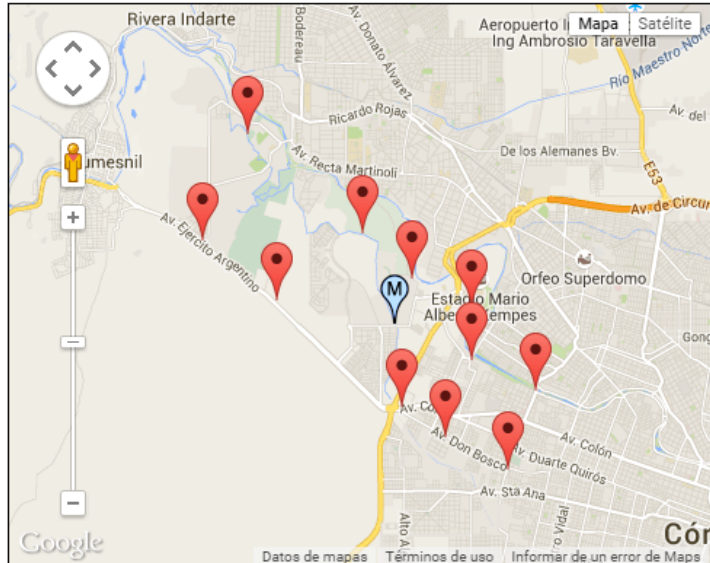 Rivera Indarte
Bodereau
Av. Donato Álvarez
Aeropuerto In
Ing Ambrosio Taravella
Mapa
Satélite
Río Maestro Norte
Ricardo Rojas
Av. del
umesnil
Av. Recta Martinoli
De los Alemanes Bv.
E53
Av. de Circun
Av. Ejercito Argentino
M
Orfeo Superdomo
Estadio Mario
Alberto Kempes
Gong
Av. Co
Av. Colón
Av. Don Bosco
Av. Duarte Quirós
Av. Sta Ana
Alto A
ro Vidal
Cór
Google
Datos de mapas
Términos de uso
Informar de un error de Maps